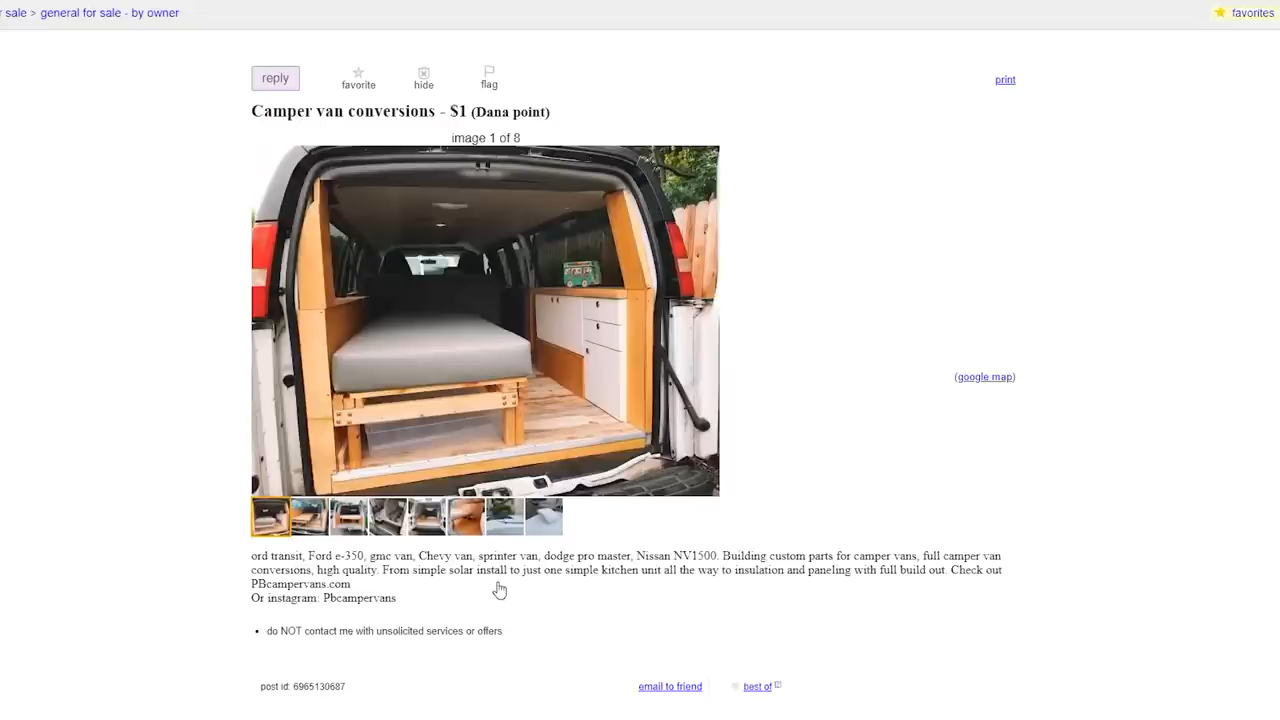 r sale > general for sale - by owner
favorites
reply
favorite
hide
flag
print
Camper van conversions - $1 (Dana point)
image 1 of 8
(google map)
ord transit, Ford e-350, gmc van, Chevy van, sprinter van, dodge pro master, Nissan NV1500. Building custom parts for camper vans, full camper van
conversions, high quality. From simple solar install to just one simple kitchen unit all the way to insulation and paneling with full build out. Check out
PBcampervans.com
Or instagram: Pbcampervans
• do NOT contact me with unsolicited services or offers
post id: 6965130687
email to friend
best of [?]